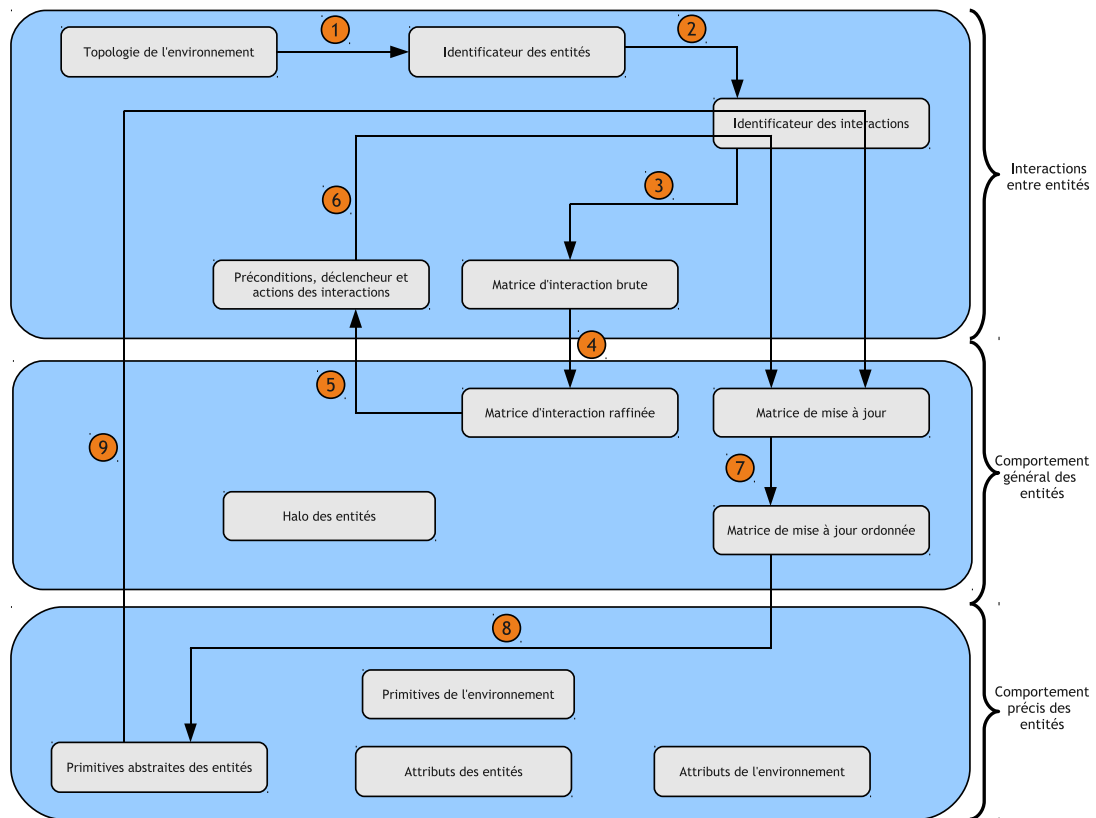 1
2
Topologie de l'environnement
Identificateur des entités
Identificateur des interactions
3
6
Interactions
entre entités
Préconditions, déclencheur et
actions des interactions
Matrice d'interaction brute
4
5
Matrice d'interaction raffinée
Matrice de mise à jour
9
7
Comportement
général des
entités
Halo des entités
Matrice de mise à jour ordonnée
8
Primitives de l'environnement
Comportement
précis des
entités
Primitives abstraites des entités
Attributs des entités
Attributs de l'environnement